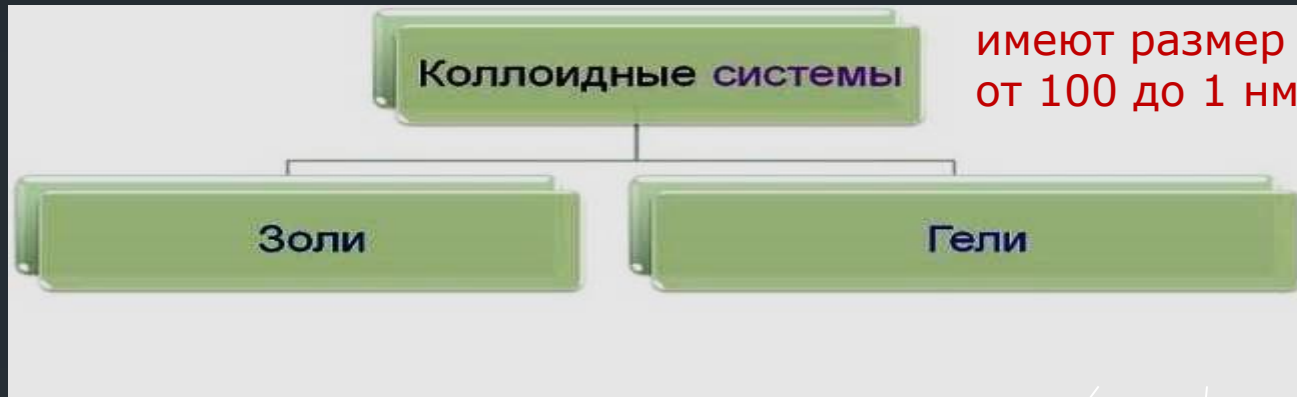 Коллоидные системы
имеют размер
от 100 до 1 нм
Золи
Гели